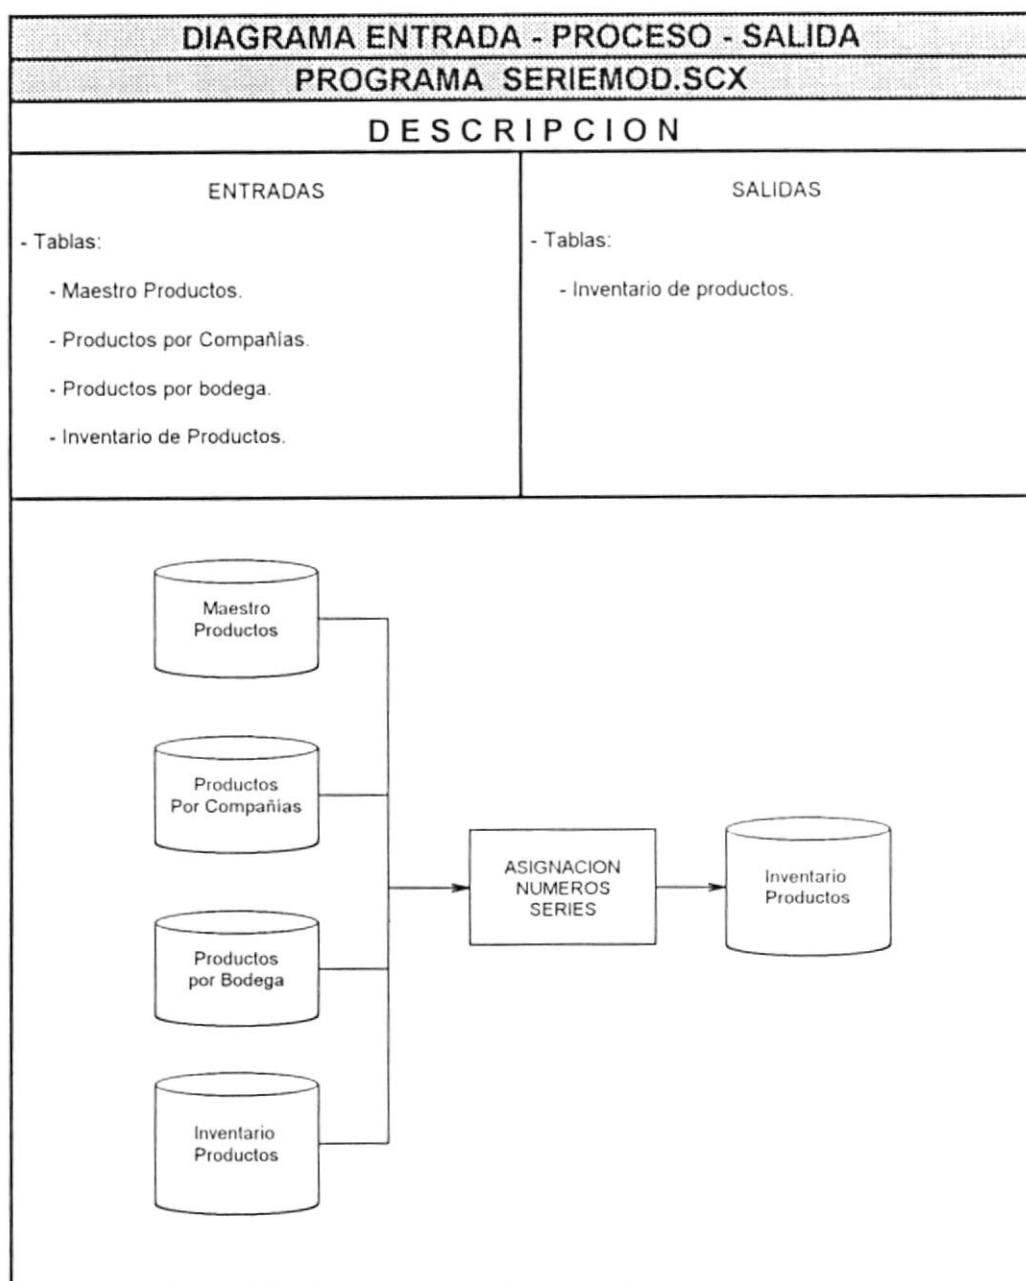 DIAGRAMA ENTRADA - PROCESO - SALIDA
PROGRAMA SERIEMOD.SCX
D E S C R I P C I O N
ENTRADAS
- Tablas:
- Maestro Productos.
- Productos por Compañías.
- Productos por bodega.
- Inventario de Productos.
SALIDAS
- Tablas:
- Inventario de productos.
Maestro
Productos
Productos
Por Compañias
Productos
por Bodega
Inventario
Productos
ASIGNACION
NUMEROS
SERIES
Inventario
Productos